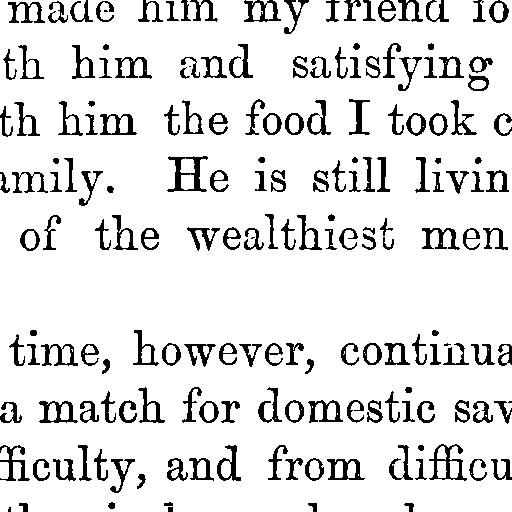 made him my friend fo
th him and satisfying
th him the food I took c
amily. He is still livin
of the wealthiest men
time, however, continua
a match for domestic sav
fficulty, and from difficu